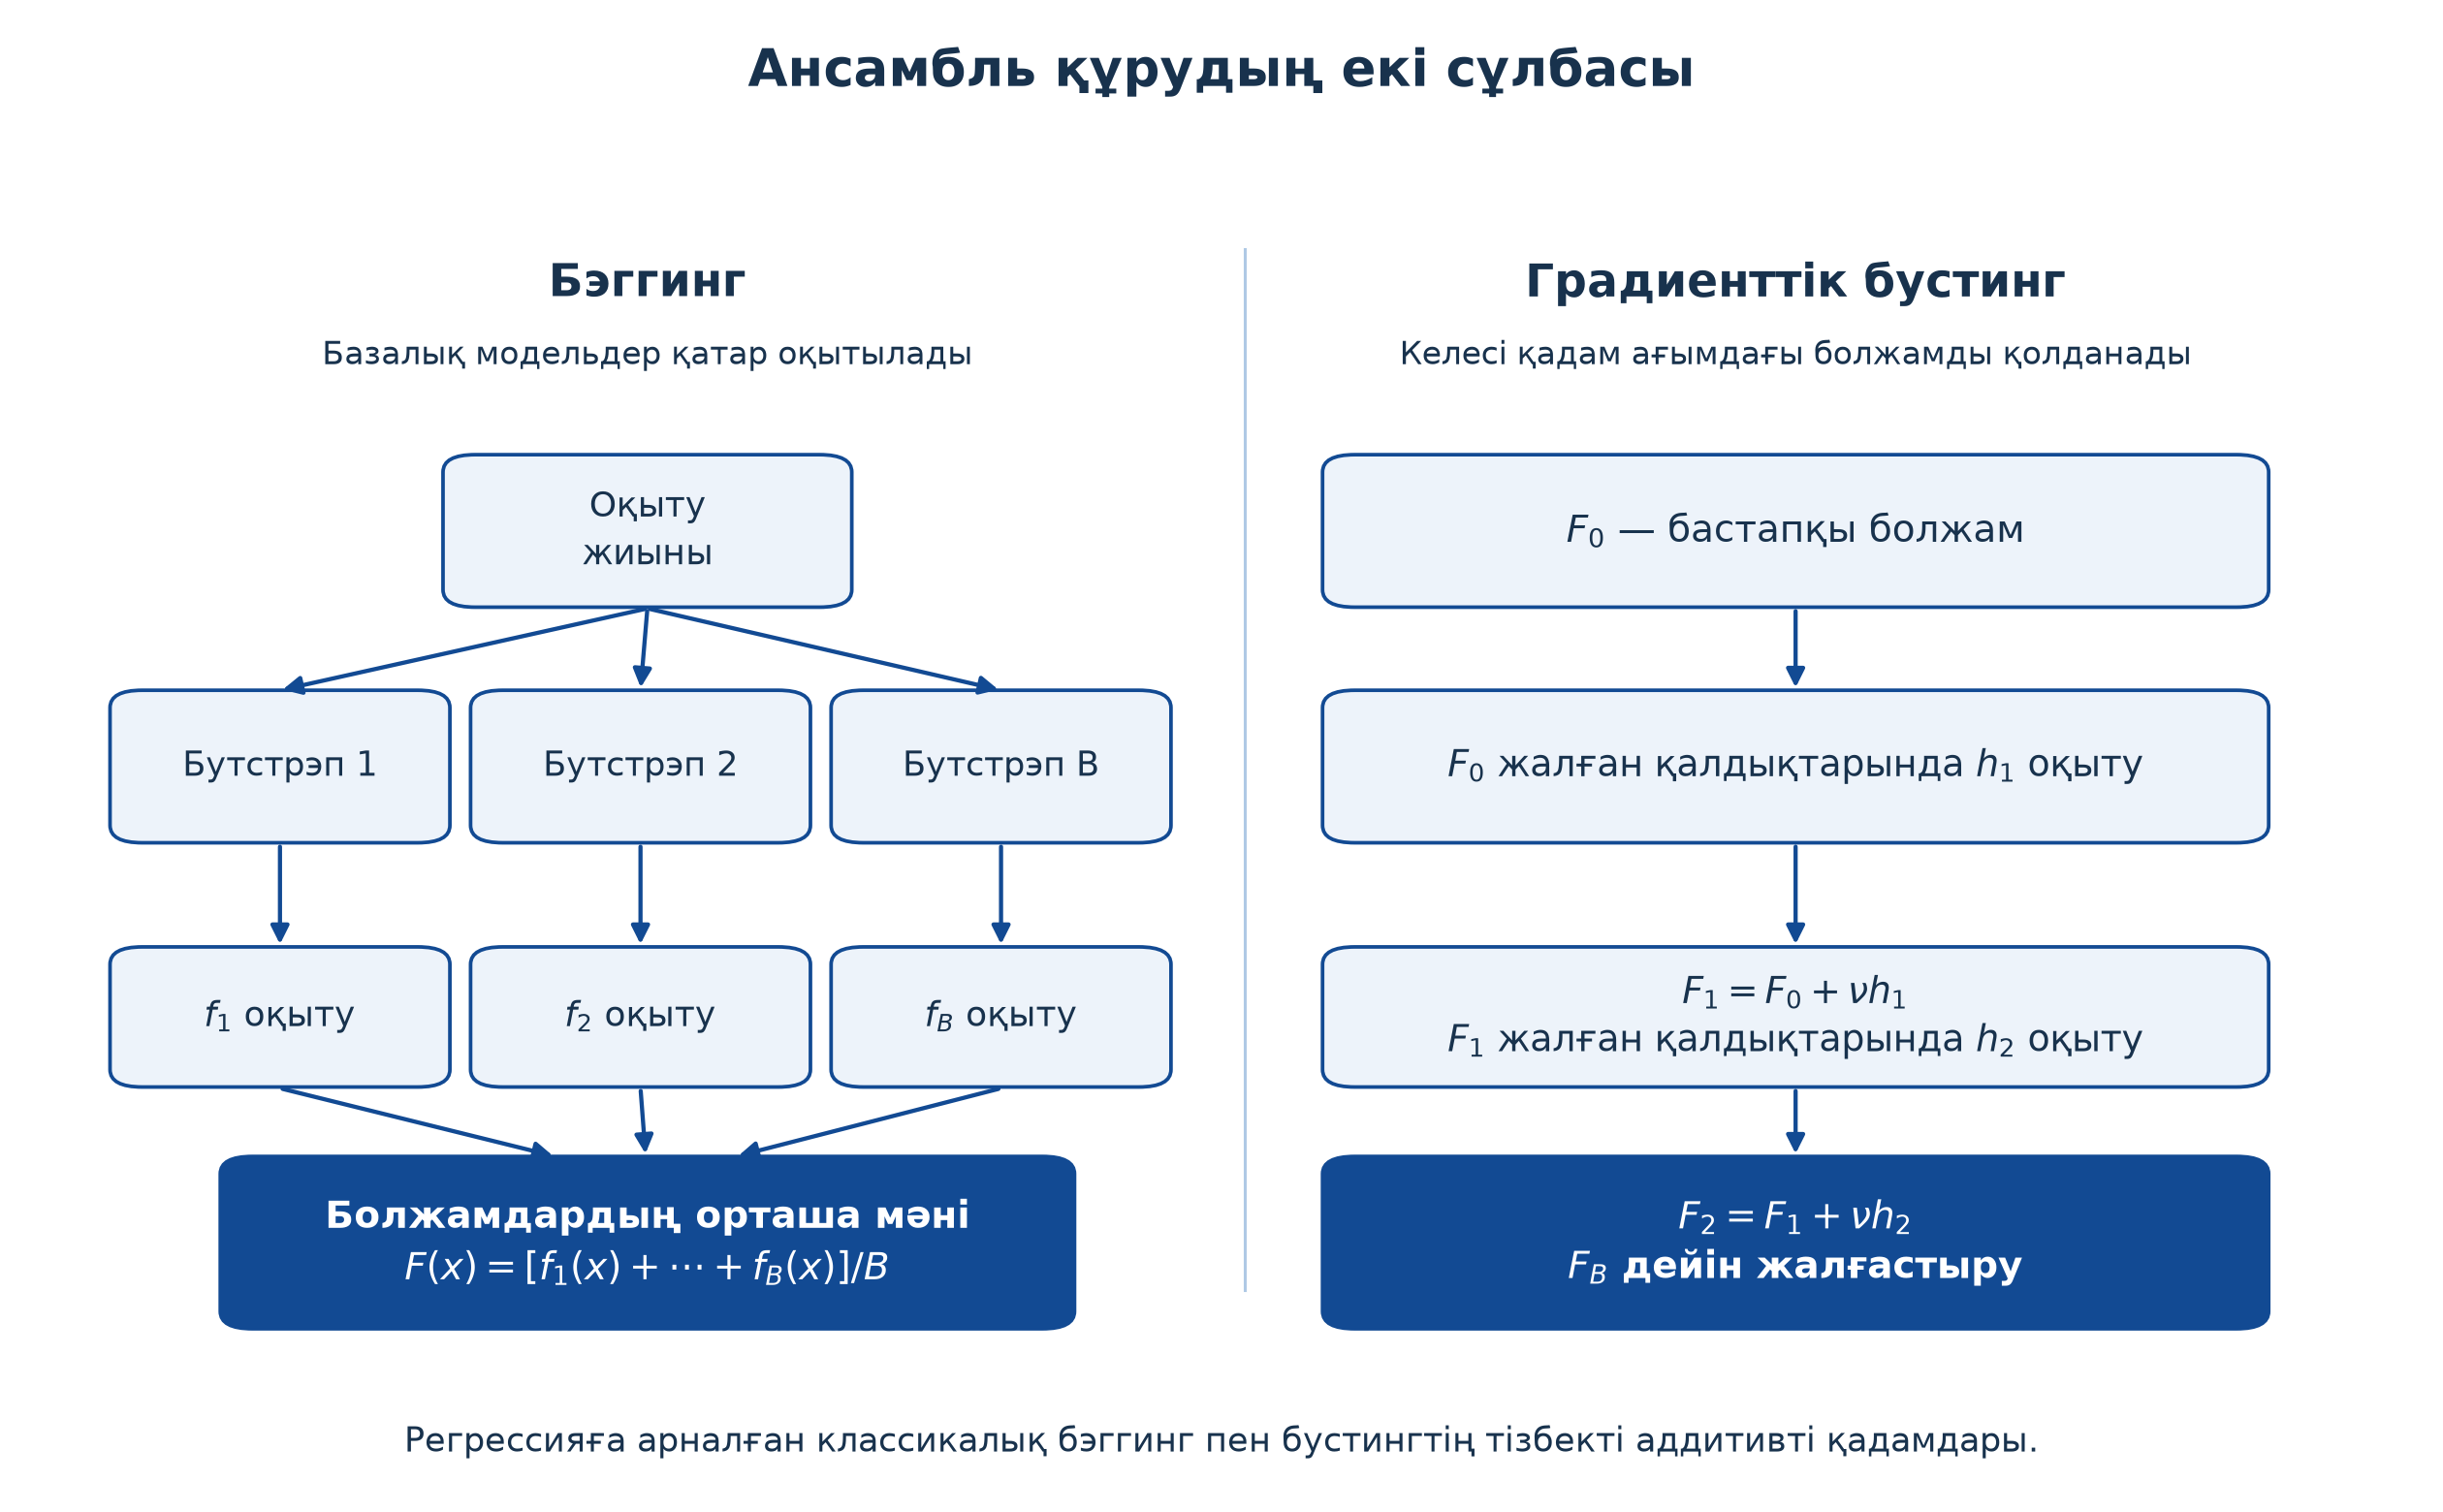 Ансамбль құрудың екі сұлбасы
Бэггинг
Базалық модельдер қатар оқытылады
Оқыту
жиыны
Бутстрэп 1
Бутстрэп 2
Бутстрэп B
f₁ оқыту
f₂ оқыту
f_B оқыту
Болжамдардың орташа мәні
F(x) = [f₁(x) + ⋯ + f_B(x)]/B
Градиенттік бустинг
Келесі қадам ағымдағы болжамды қолданады
F₀ — бастапқы болжам
F₀ жалған қалдықтарында h₁ оқыту
F₁ = F₀ + νh₁
F₁ жалған қалдықтарында h₂ оқыту
F₂ = F₁ + νh₂
F_B дейін жалғастыру
Регрессияға арналған классикалық бэггинг пен бустингтің тізбекті аддитивті қадамдары.